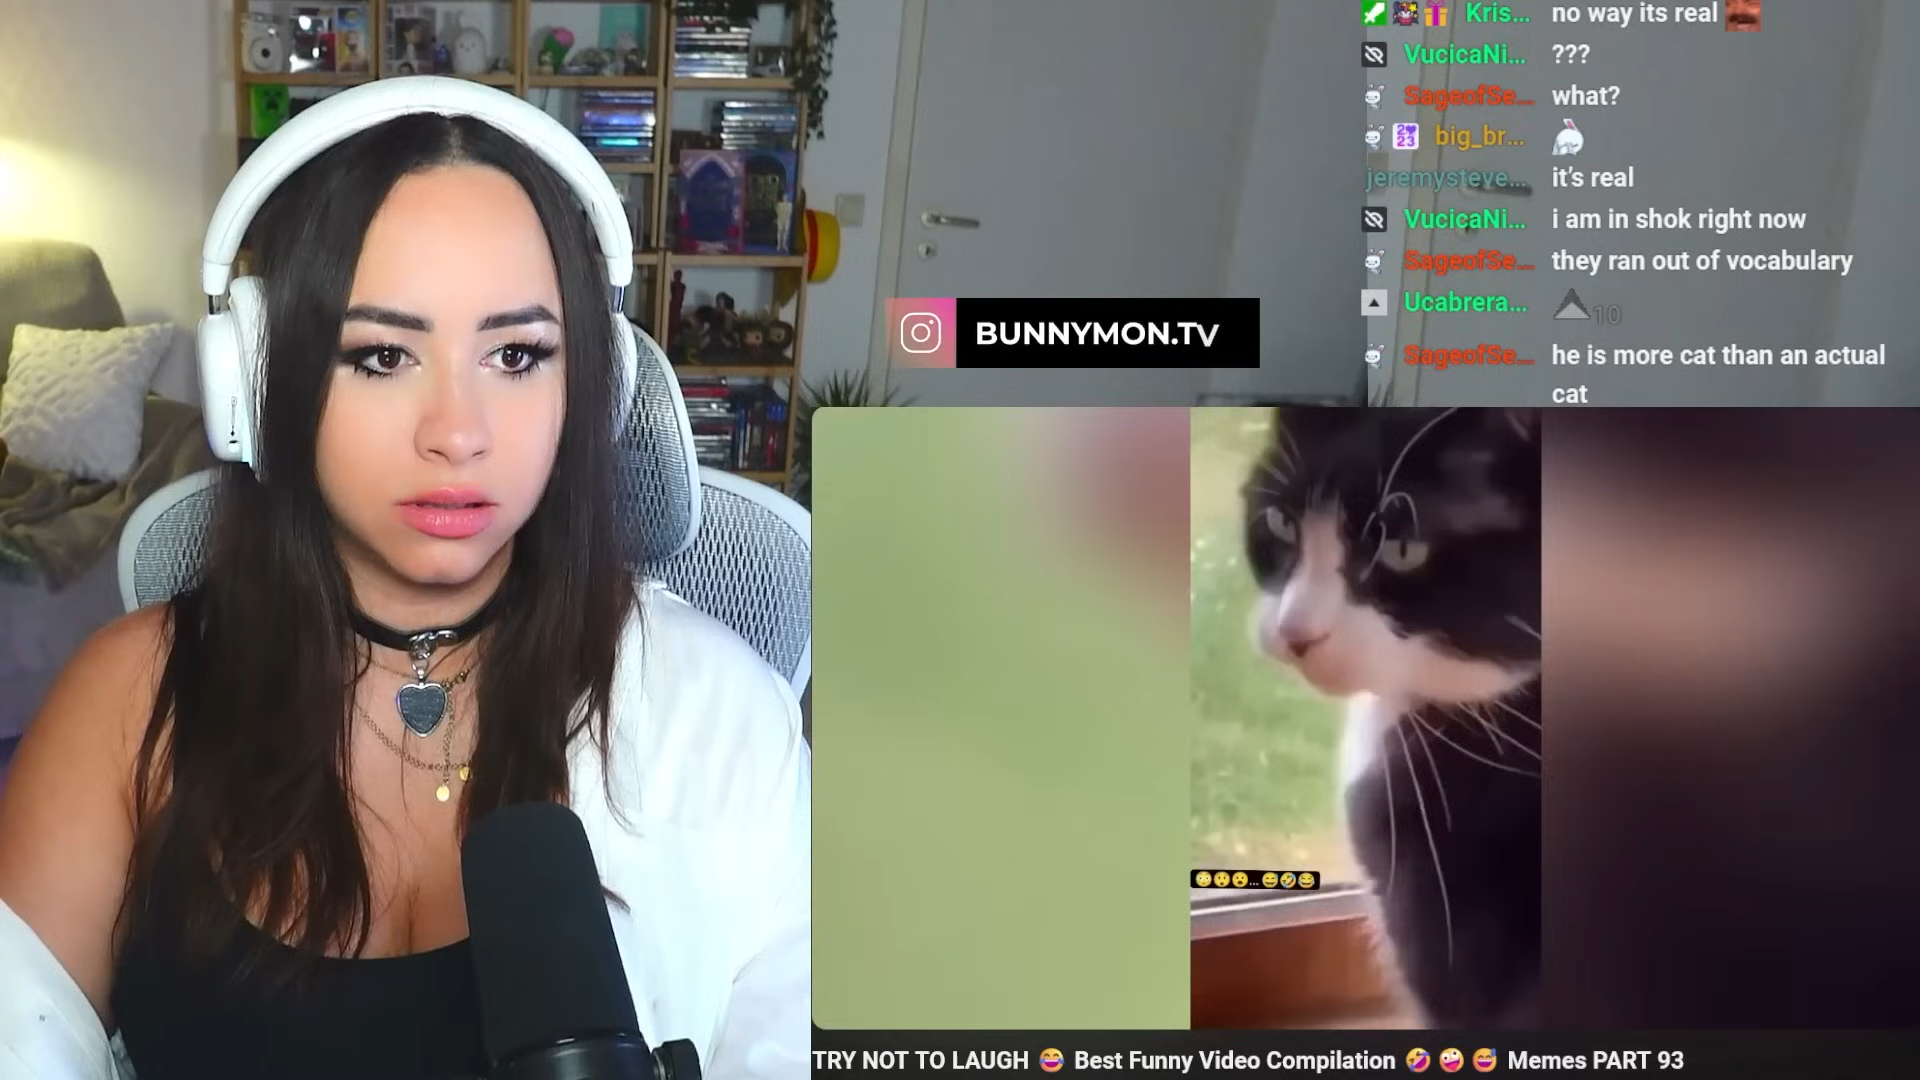 Kris... no way its real
VucicaNi... ???
SageofSe... what?
big_br...
jeremysteve... it’s real
VucicaNi... i am in shok right now
SageofSe... they ran out of vocabulary
Ucabrera... 10
SageofSe... he is more cat than an actual
cat
BUNNYMON.TV
😳😲😮...😅🤣😂
TRY NOT TO LAUGH 😂 Best Funny Video Compilation 🤣🤪😅 Memes PART 93